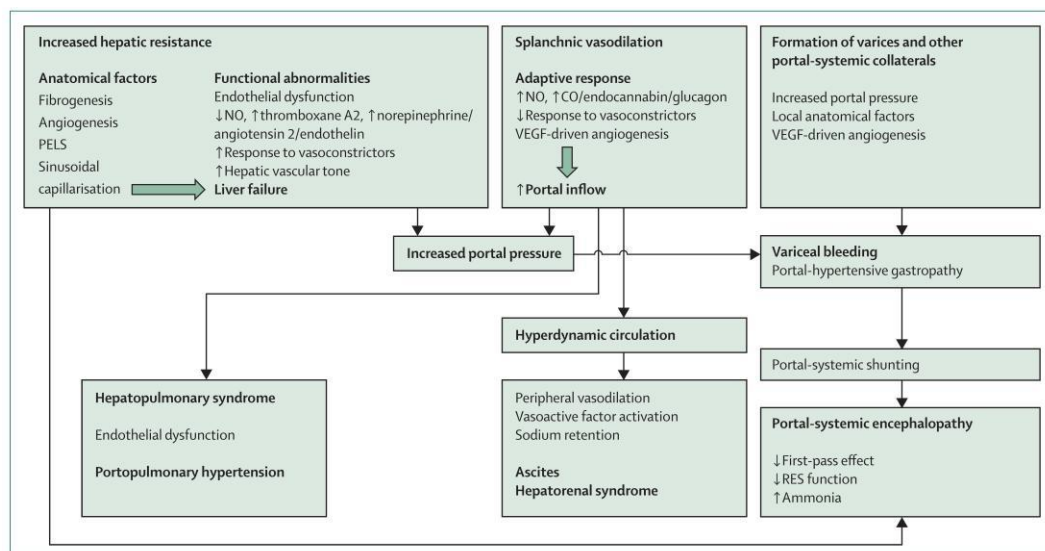 Increased hepatic resistance
Anatomical factors
Fibrogenesis
Angiogenesis
PELS
Sinusoidal
capillarisation
Functional abnormalities
Endothelial dysfunction
↓NO, ↑thromboxane A2, ↑norepinephrine/
angiotensin 2/endothelin
↑Response to vasoconstrictors
↑Hepatic vascular tone
Liver failure
Splanchnic vasodilation
Adaptive response
↑NO, ↑CO/endocannabin/glucagon
↓Response to vasoconstrictors
VEGF-driven angiogenesis
↑Portal inflow
Formation of varices and other
portal-systemic collaterals
Increased portal pressure
Local anatomical factors
VEGF-driven angiogenesis
Increased portal pressure
Variceal bleeding
Portal-hypertensive gastropathy
Hyperdynamic circulation
Portal-systemic shunting
Hepatopulmonary syndrome
Endothelial dysfunction
Portopulmonary hypertension
Peripheral vasodilation
Vasoactive factor activation
Sodium retention
Ascites
Hepatorenal syndrome
Portal-systemic encephalopathy
↓First-pass effect
↓RES function
↑Ammonia